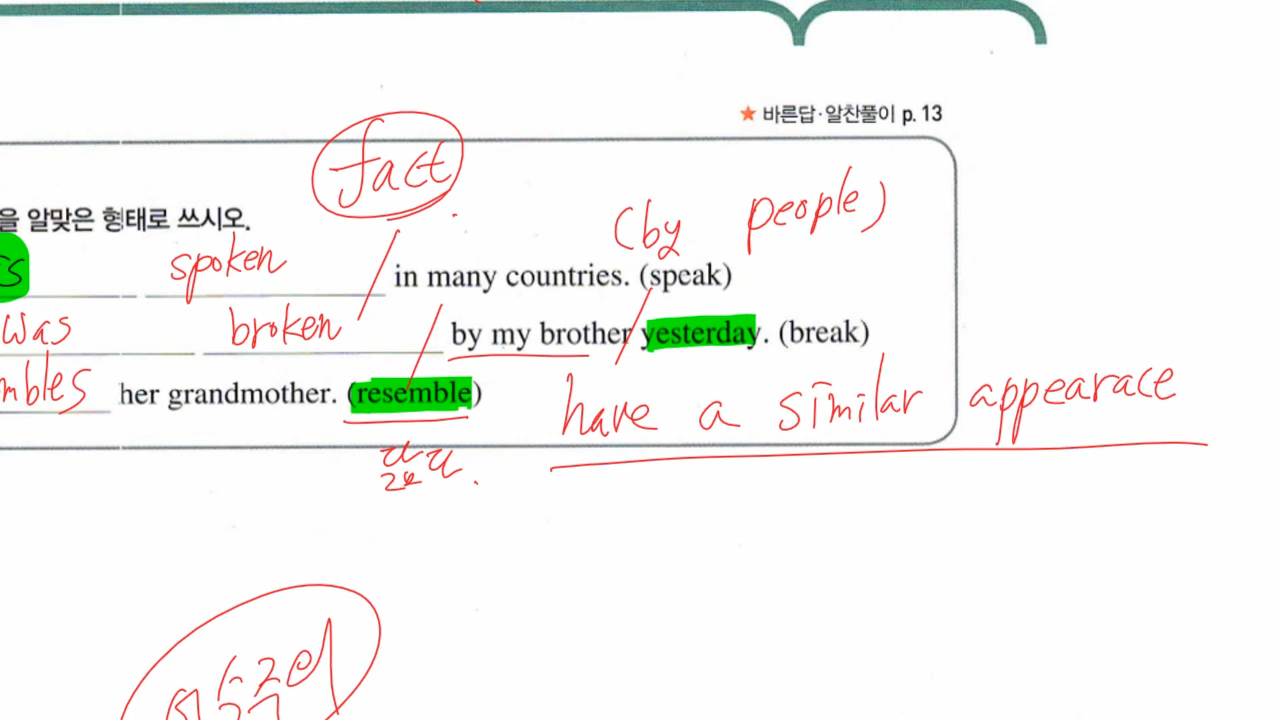 ★ 바른답·알찬풀이 p. 13
fact
을 알맞은 형태로 쓰시오.
(by people)
is spoken in many countries. (speak)
was broken by my brother yesterday. (break)
mbles her grandmother. (resemble)
have a similar appearace
닮다.